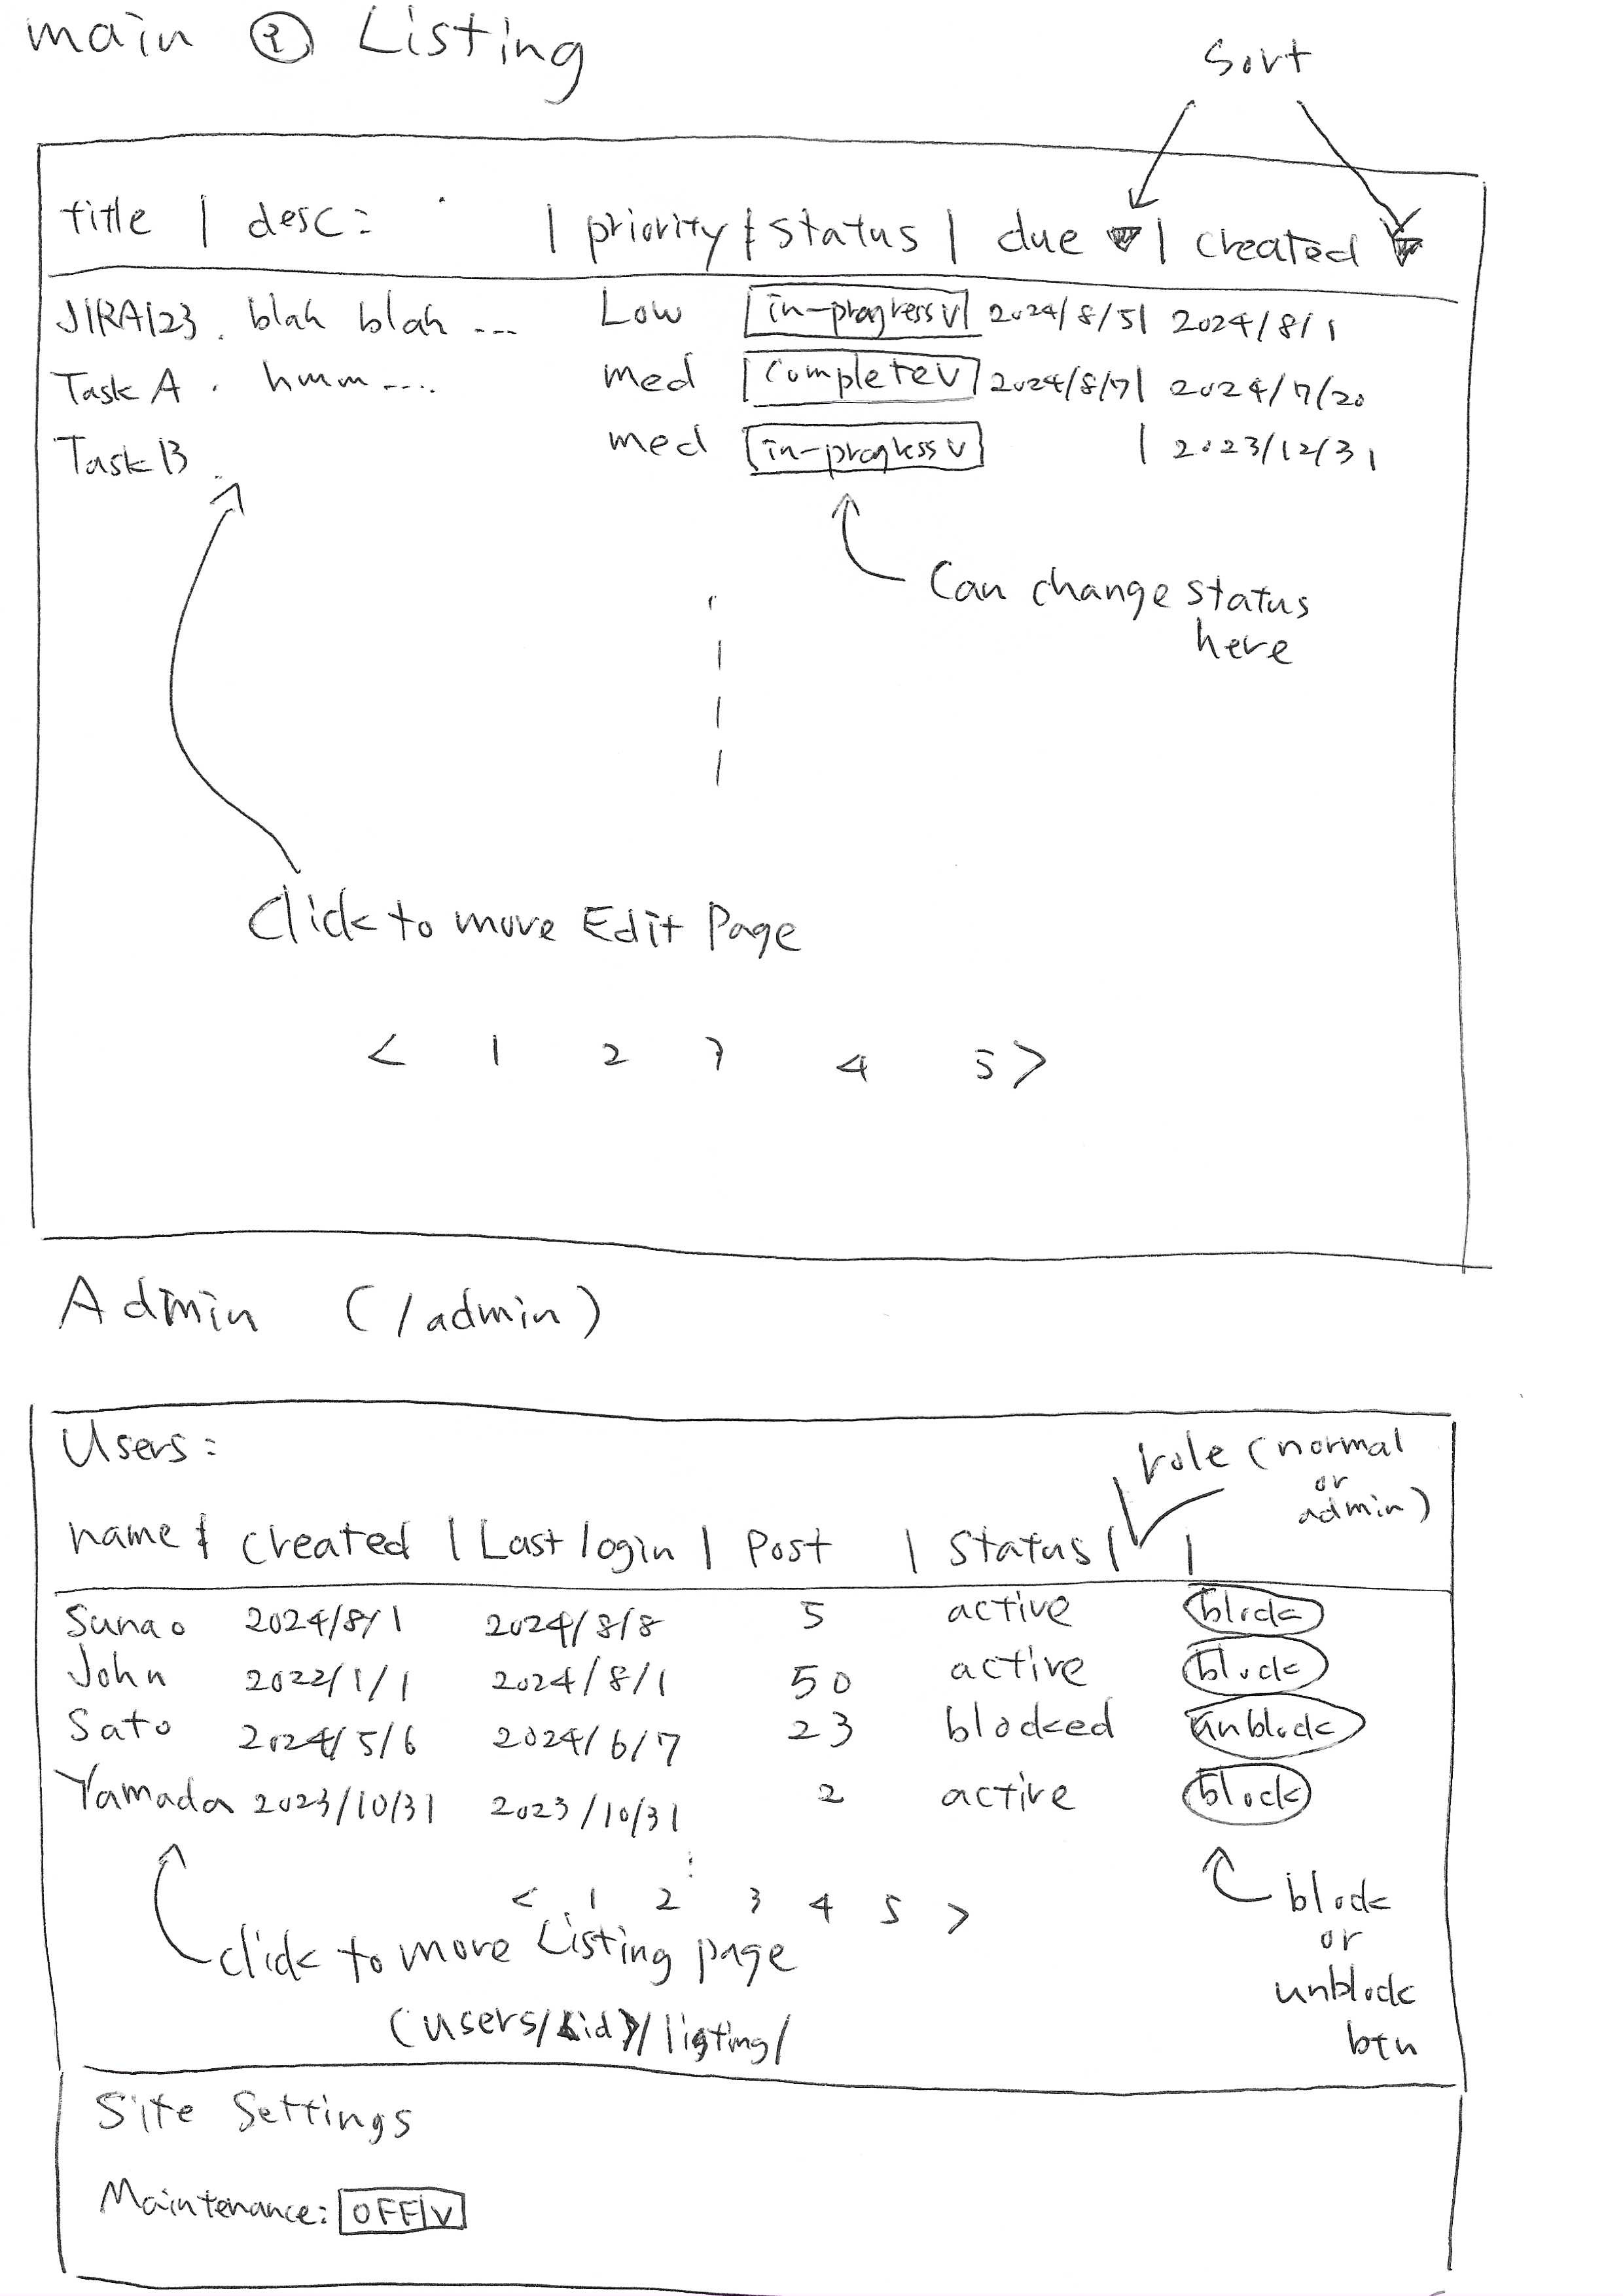 main ② Listing
Sort
title | desc: | priority | status | due ▼ | created ▼
JIRA123. blah blah ... Low in-progress v 2024/8/5 | 2024/8/1
Task A . hmm .... med complete v 2024/8/7 | 2024/7/20
Task B . med in-progress v | 2023/12/31
Can change status
here
Click to move Edit Page
< 1 2 3 4 5 >
Admin (/admin)
Users:
role (normal
or
admin)
name | created | Last login | Post | Status | |
Sunao 2024/8/1 2024/8/8 5 active block
John 2022/1/1 2024/8/1 50 active block
Sato 2024/5/6 2024/6/7 23 blocked unblock
Yamada 2023/10/31 2023/10/31 2 active block
< 1 2 3 4 5 >
click to move Listing page
(users/<id>/listing/
block
or
unblock
btn
Site Settings
Maintenance: OFF v